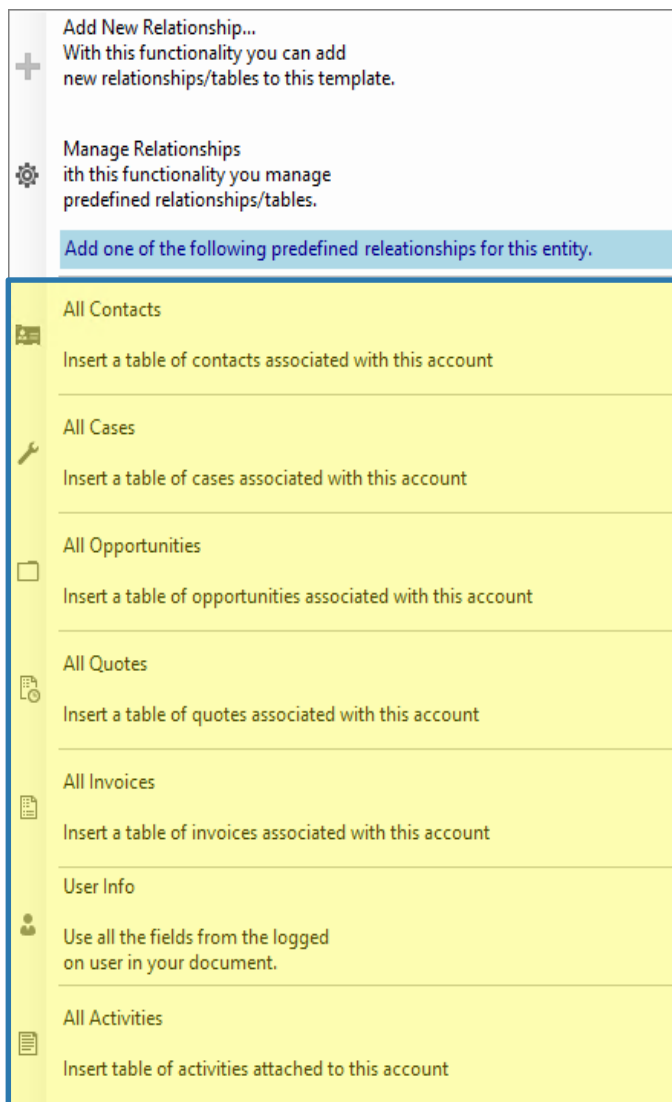 Add New Relationship...
With this functionality you can add
new relationships/tables to this template.
Manage Relationships
ith this functionality you manage
predefined relationships/tables.
Add one of the following predefined releationships for this entity.
All Contacts
Insert a table of contacts associated with this account
All Cases
Insert a table of cases associated with this account
All Opportunities
Insert a table of opportunities associated with this account
All Quotes
Insert a table of quotes associated with this account
All Invoices
Insert a table of invoices associated with this account
User Info
Use all the fields from the logged
on user in your document.
All Activities
Insert table of activities attached to this account